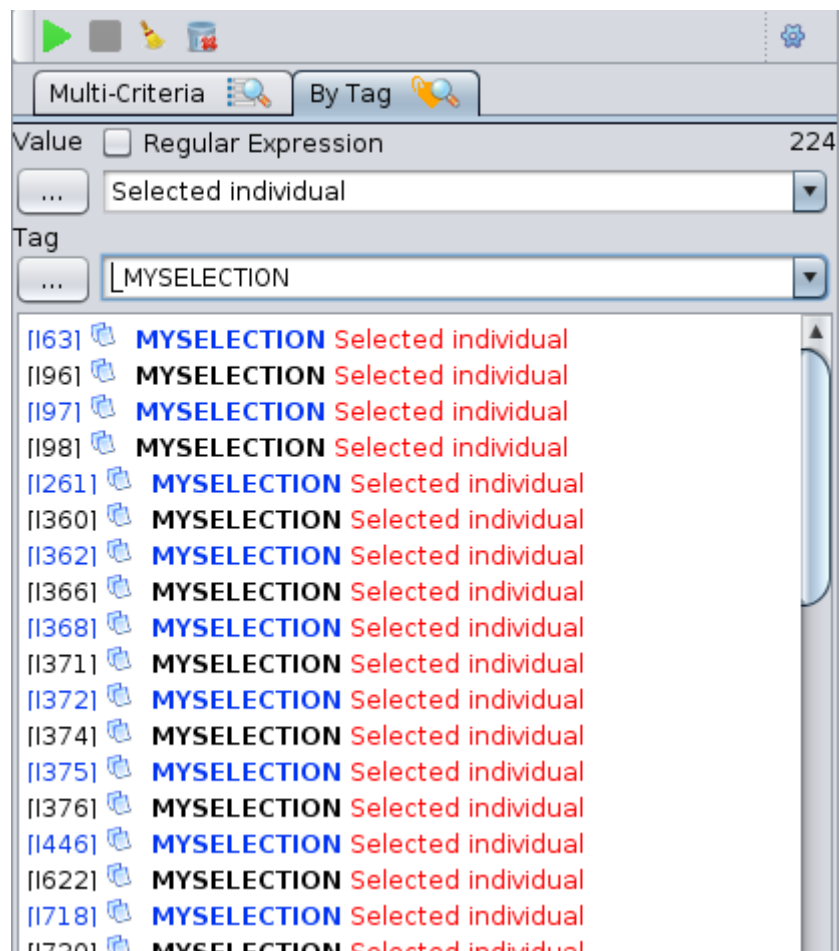 Multi-Criteria By Tag
Value Regular Expression 224
... Selected individual
Tag
... _MYSELECTION
[I63] MYSELECTION Selected individual
[I96] MYSELECTION Selected individual
[I97] MYSELECTION Selected individual
[I98] MYSELECTION Selected individual
[I261] MYSELECTION Selected individual
[I360] MYSELECTION Selected individual
[I362] MYSELECTION Selected individual
[I366] MYSELECTION Selected individual
[I368] MYSELECTION Selected individual
[I371] MYSELECTION Selected individual
[I372] MYSELECTION Selected individual
[I374] MYSELECTION Selected individual
[I375] MYSELECTION Selected individual
[I376] MYSELECTION Selected individual
[I446] MYSELECTION Selected individual
[I622] MYSELECTION Selected individual
[I718] MYSELECTION Selected individual
MYSELECTION Selected individual